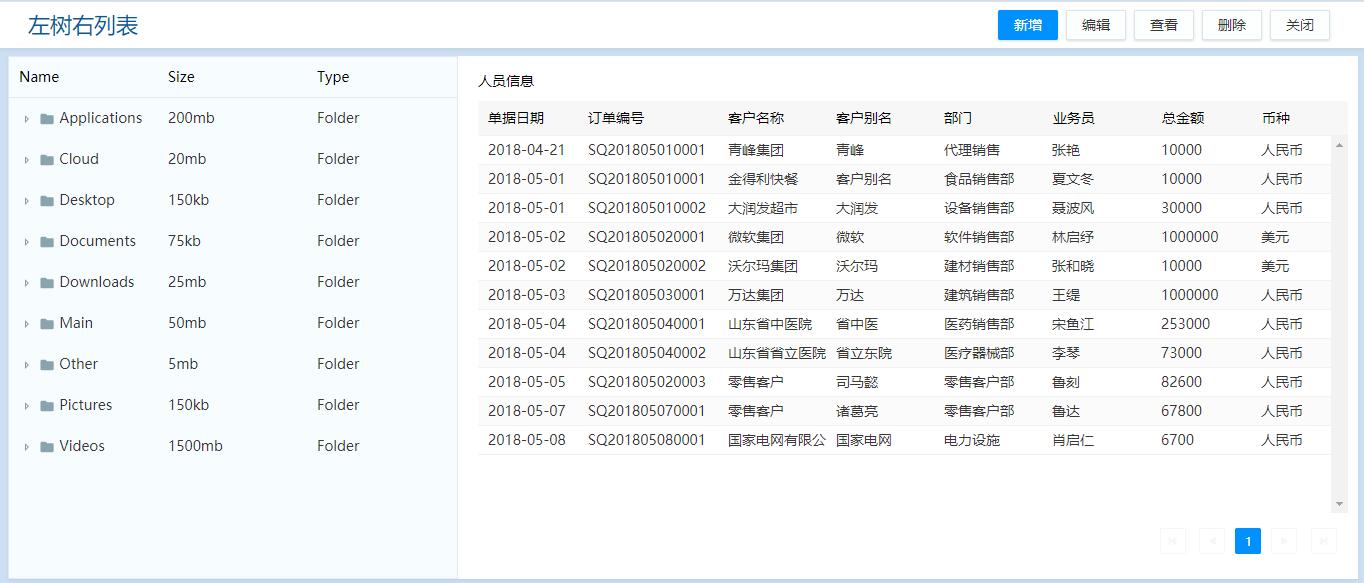 左树右列表
新增 编辑 查看 删除 关闭
Name Size Type
Applications 200mb Folder
Cloud 20mb Folder
Desktop 150kb Folder
Documents 75kb Folder
Downloads 25mb Folder
Main 50mb Folder
Other 5mb Folder
Pictures 150kb Folder
Videos 1500mb Folder
人员信息
单据日期 订单编号 客户名称 客户别名 部门 业务员 总金额 币种
2018-04-21 SQ201805010001 青峰集团 青峰 代理销售 张艳 10000 人民币
2018-05-01 SQ201805010001 金得利快餐 客户别名 食品销售部 夏文冬 10000 人民币
2018-05-01 SQ201805010002 大润发超市 大润发 设备销售部 聂波风 30000 人民币
2018-05-02 SQ201805020001 微软集团 微软 软件销售部 林启纾 1000000 美元
2018-05-02 SQ201805020002 沃尔玛集团 沃尔玛 建材销售部 张和晓 10000 美元
2018-05-03 SQ201805030001 万达集团 万达 建筑销售部 王缇 1000000 人民币
2018-05-04 SQ201805040001 山东省中医院 省中医 医药销售部 宋鱼江 253000 人民币
2018-05-04 SQ201805040002 山东省省立医院 省立东院 医疗器械部 李琴 73000 人民币
2018-05-05 SQ201805020003 零售客户 司马懿 零售客户部 鲁刻 82600 人民币
2018-05-07 SQ201805070001 零售客户 诸葛亮 零售客户部 鲁达 67800 人民币
2018-05-08 SQ201805080001 国家电网有限公 国家电网 电力设施 肖启仁 6700 人民币
1